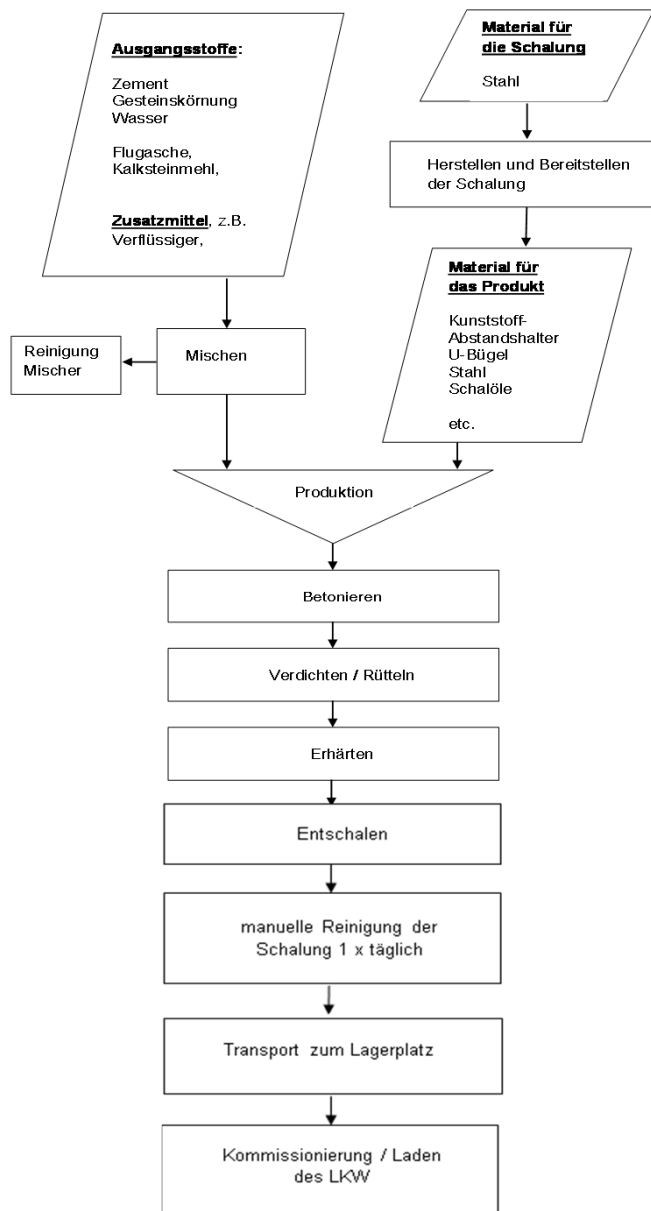 Ausgangsstoffe:
Zement
Gesteinskörnung
Wasser
Flugasche,
Kalksteinmehl,
Zusatzmittel, z.B.
Verflüssiger,
Material für
die Schalung
Stahl
Herstellen und Bereitstellen
der Schalung
Material für
das Produkt
Kunststoff-
Abstandshalter
U-Bügel
Stahl
Schalöle
etc.
Reinigung
Mischer
Mischen
Produktion
Betonieren
Verdichten / Rütteln
Erhärten
Entschalen
manuelle Reinigung der
Schalung 1 x täglich
Transport zum Lagerplatz
Kommissionierung / Laden
des LKW